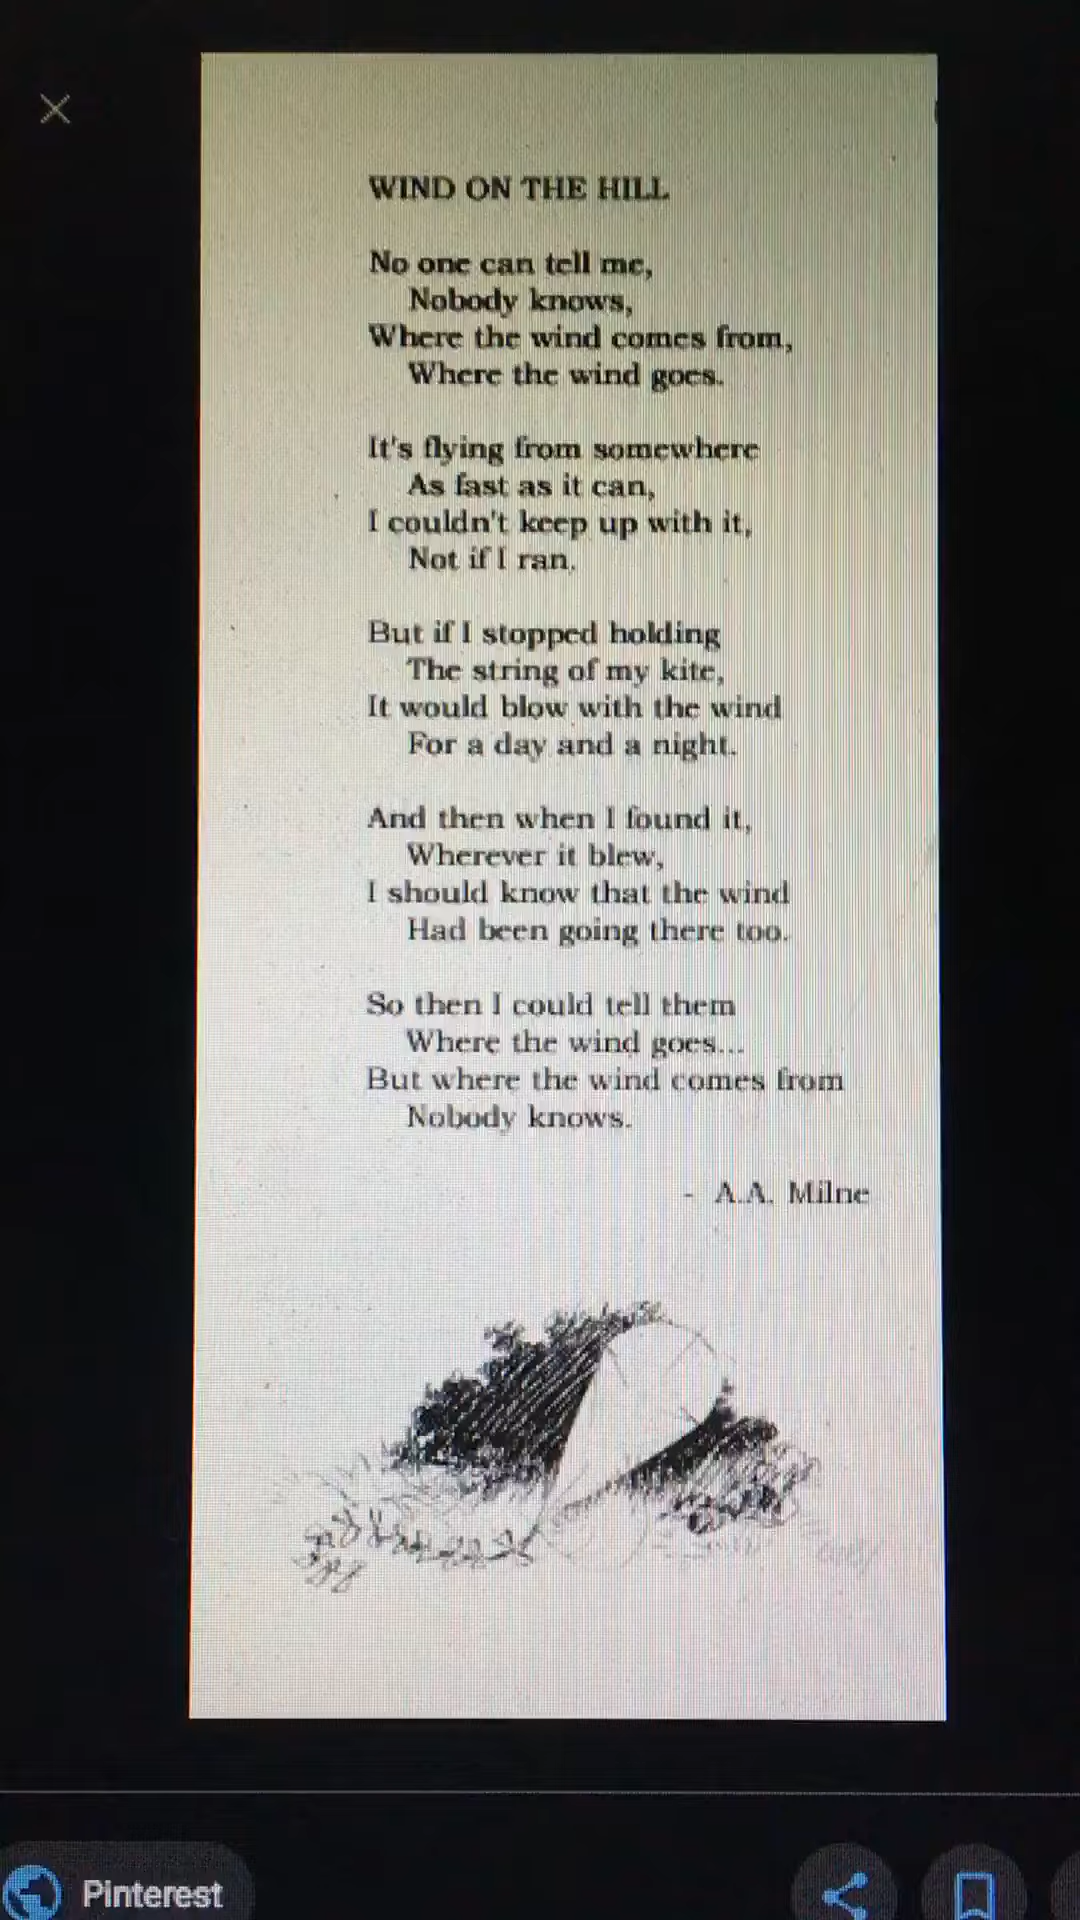 WIND ON THE HILL
No one can tell me,
Nobody knows,
Where the wind comes from,
Where the wind goes.
It's flying from somewhere
As fast as it can,
I couldn't keep up with it,
Not if I ran.
But if I stopped holding
The string of my kite,
It would blow with the wind
For a day and a night.
And then when I found it,
Wherever it blew,
I should know that the wind
Had been going there too.
So then I could tell them
Where the wind goes...
But where the wind comes from
Nobody knows.
- A.A. Milne
Pinterest